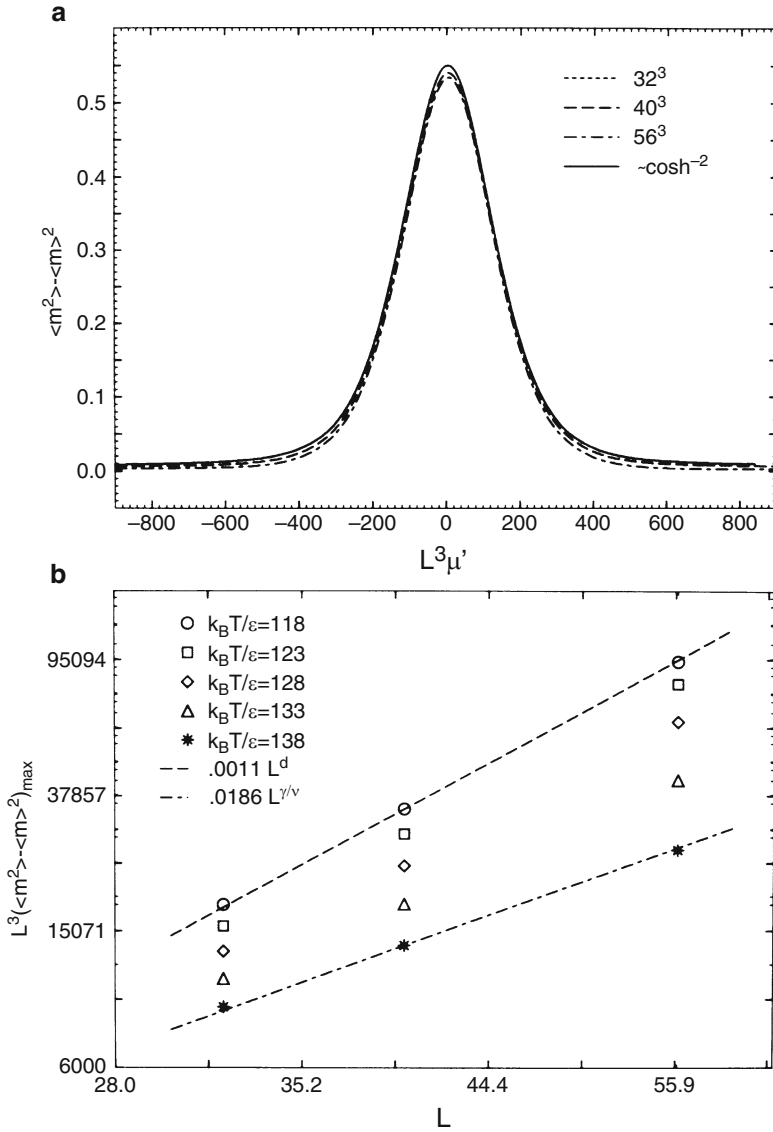 a
<m²>-<m>²
0.5
0.4
0.3
0.2
0.1
0.0
32³
40³
56³
~cosh⁻²
−800 −600 −400 −200 0 200 400 600 800
L³μ'
b
L³(<m²>-<m>²)max
95094
37857
15071
6000
k_BT/ε=118
k_BT/ε=123
k_BT/ε=128
k_BT/ε=133
k_BT/ε=138
.0011 L^d
.0186 L^γ/ν
28.0 35.2 44.4 55.9
L